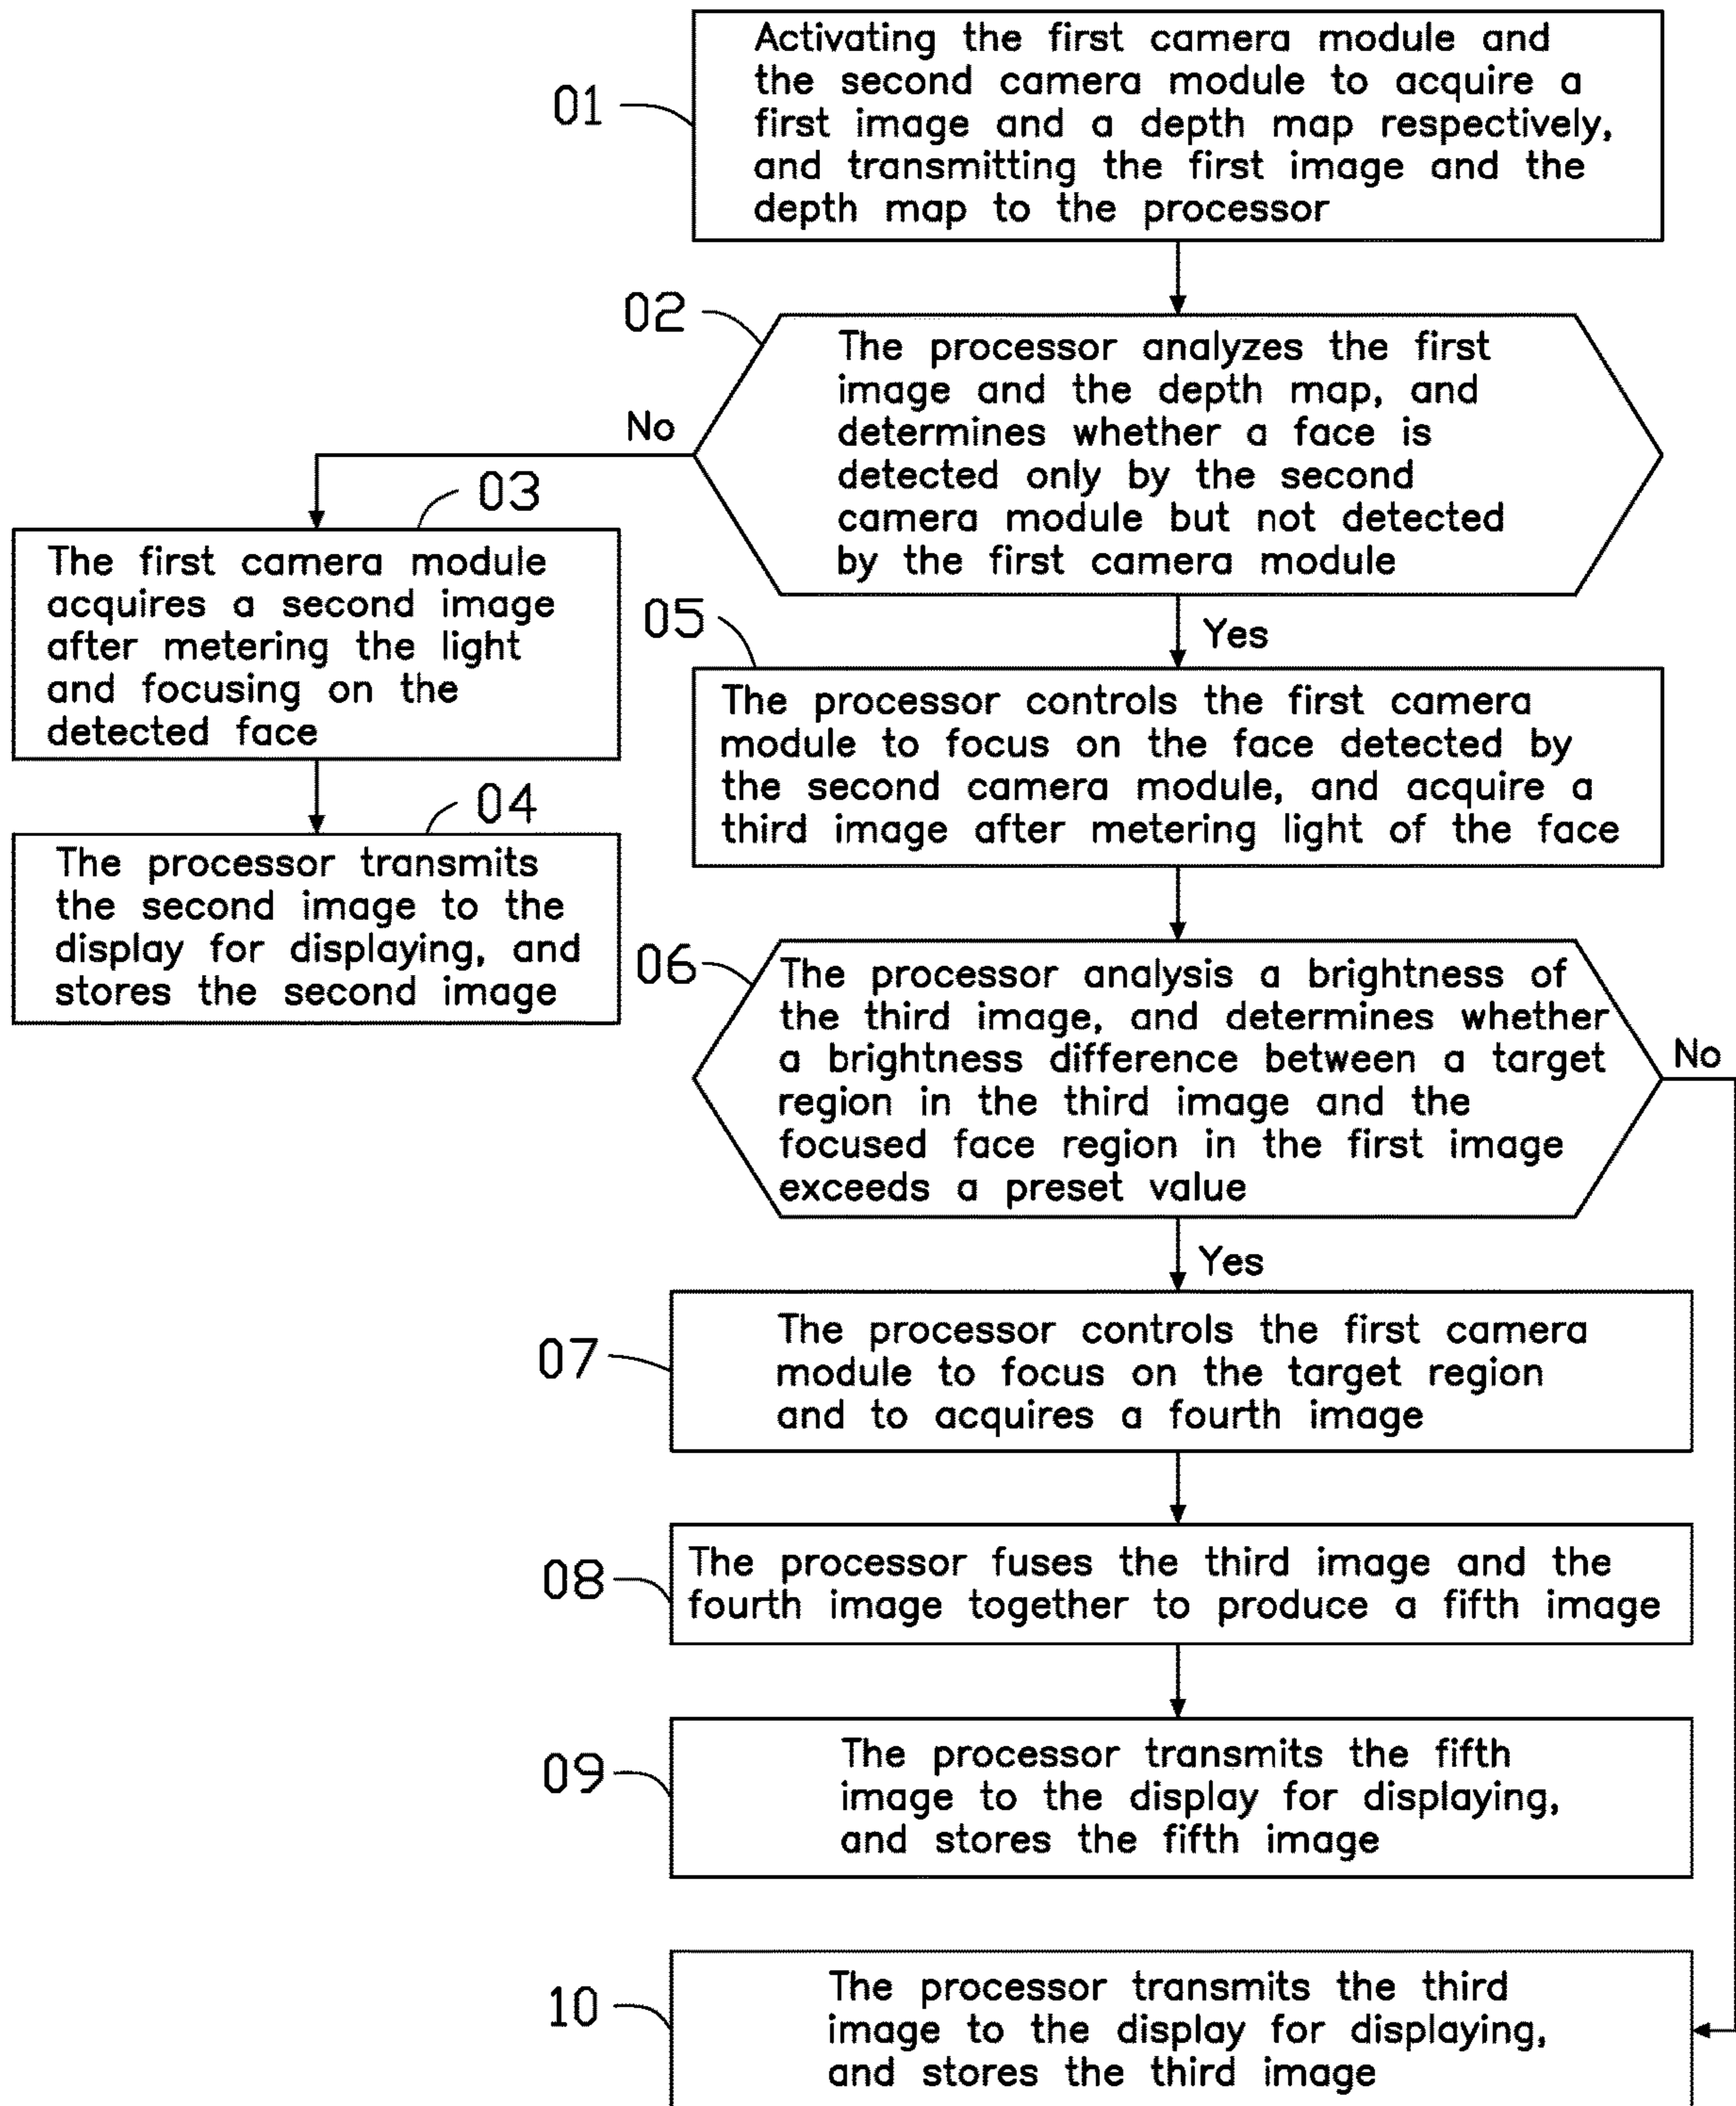 01
Activating the first camera module and
the second camera module to acquire a
first image and a depth map respectively,
and transmitting the first image and the
depth map to the processor
02
The processor analyzes the first
image and the depth map, and
determines whether a face is
detected only by the second
camera module but not detected
by the first camera module
No
03
The first camera module
acquires a second image
after metering the light
and focusing on the
detected face
04
The processor transmits
the second image to the
display for displaying, and
stores the second image
Yes
05
The processor controls the first camera
module to focus on the face detected by
the second camera module, and acquire a
third image after metering light of the face
06
The processor analysis a brightness of
the third image, and determines whether
a brightness difference between a target
region in the third image and the
focused face region in the first image
exceeds a preset value
No
Yes
07
The processor controls the first camera
module to focus on the target region
and to acquires a fourth image
08
The processor fuses the third image and the
fourth image together to produce a fifth image
09
The processor transmits the fifth
image to the display for displaying,
and stores the fifth image
10
The processor transmits the third
image to the display for displaying,
and stores the third image